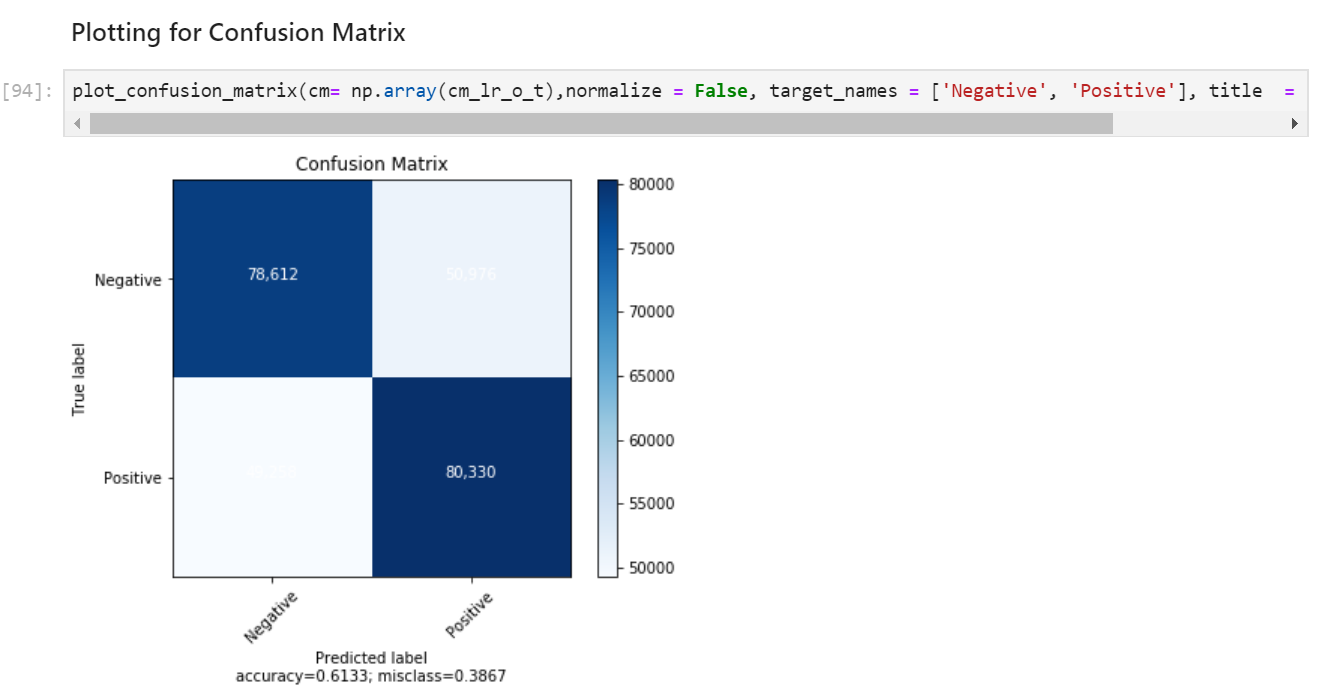 Plotting for Confusion Matrix
[94]: plot_confusion_matrix(cm= np.array(cm_lr_o_t),normalize = False, target_names = ['Negative', 'Positive'], title =
Confusion Matrix
True label
Negative
78,612
50,976
Positive
49,258
80,330
Negative
Positive
Predicted label
accuracy=0.6133; misclass=0.3867
80000
75000
70000
65000
60000
55000
50000